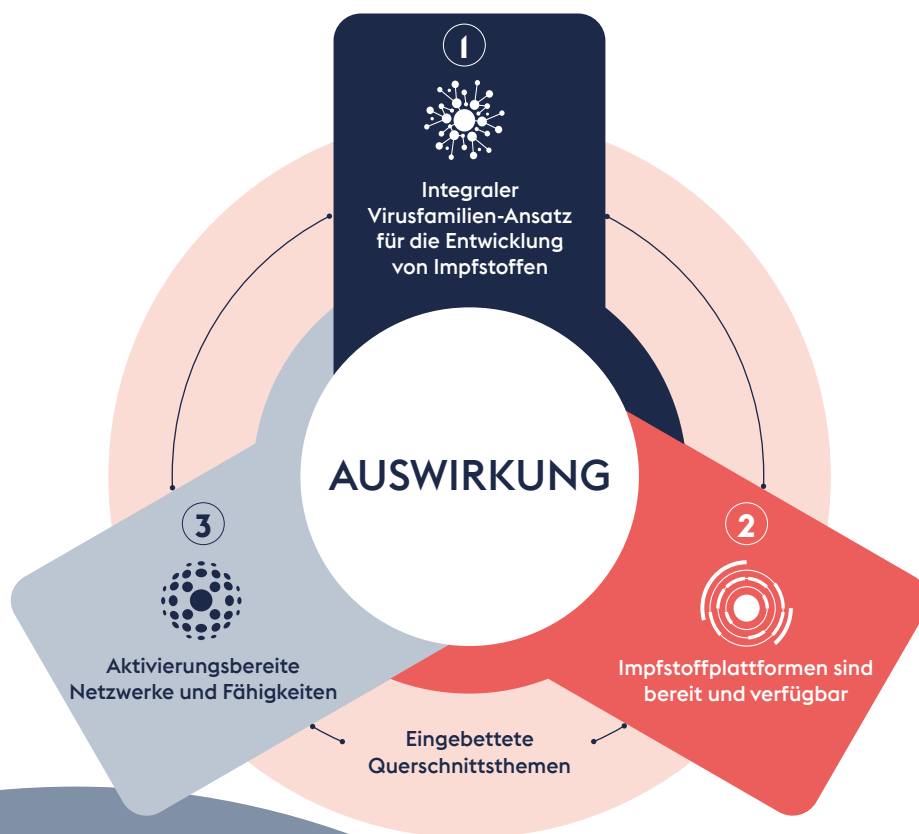 1
Integraler
Virusfamilien-Ansatz
für die Entwicklung
von Impfstoffen
AUSWIRKUNG
2
Impfstoffplattformen sind
bereit und verfügbar
3
Aktivierungsbereite
Netzwerke und Fähigkeiten
Eingebettete
Querschnittsthemen